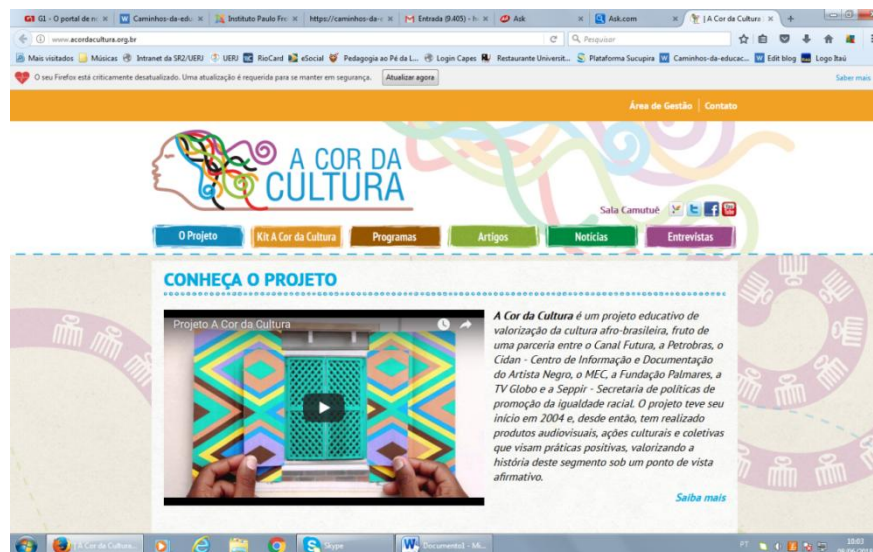 G1 G1 - O portal de no
Caminhos-da-edu
Instituto Paulo Fre
https://caminhos-da-e
Entrada (9.405) - h
Ask
Ask.com
| A Cor da Cultura |
www.acordacultura.org.br
Pesquisar
Mais visitados Músicas Intranet da SR2/UERJ UERJ RioCard eSocial Pedagogia ao Pé da L... Login Capes Restaurante Universit... Plataforma Sucupira Caminhos-da-educac... Edit blog Logo Itaú
O seu Firefox está criticamente desatualizado. Uma atualização é requerida para se manter em segurança. Atualizar agora Saber mais
Área de Gestão | Contato
A COR DA
CULTURA
Sala Camutuê
O Projeto
Kit A Cor da Cultura
Programas
Artigos
Notícias
Entrevistas
CONHEÇA O PROJETO
Projeto A Cor da Cultura
A Cor da Cultura é um projeto educativo de
valorização da cultura afro-brasileira, fruto de
uma parceria entre o Canal Futura, a Petrobras, o
Cidan - Centro de Informação e Documentação
do Artista Negro, o MEC, a Fundação Palmares, a
TV Globo e a Seppir - Secretaria de políticas de
promoção da igualdade racial. O projeto teve seu
início em 2004 e, desde então, tem realizado
produtos audiovisuais, ações culturais e coletivas
que visam práticas positivas, valorizando a
história deste segmento sob um ponto de vista
afirmativo.
Saiba mais
| A Cor da Cultura...
Skype
Documento1 - Mi...
PT
10:03